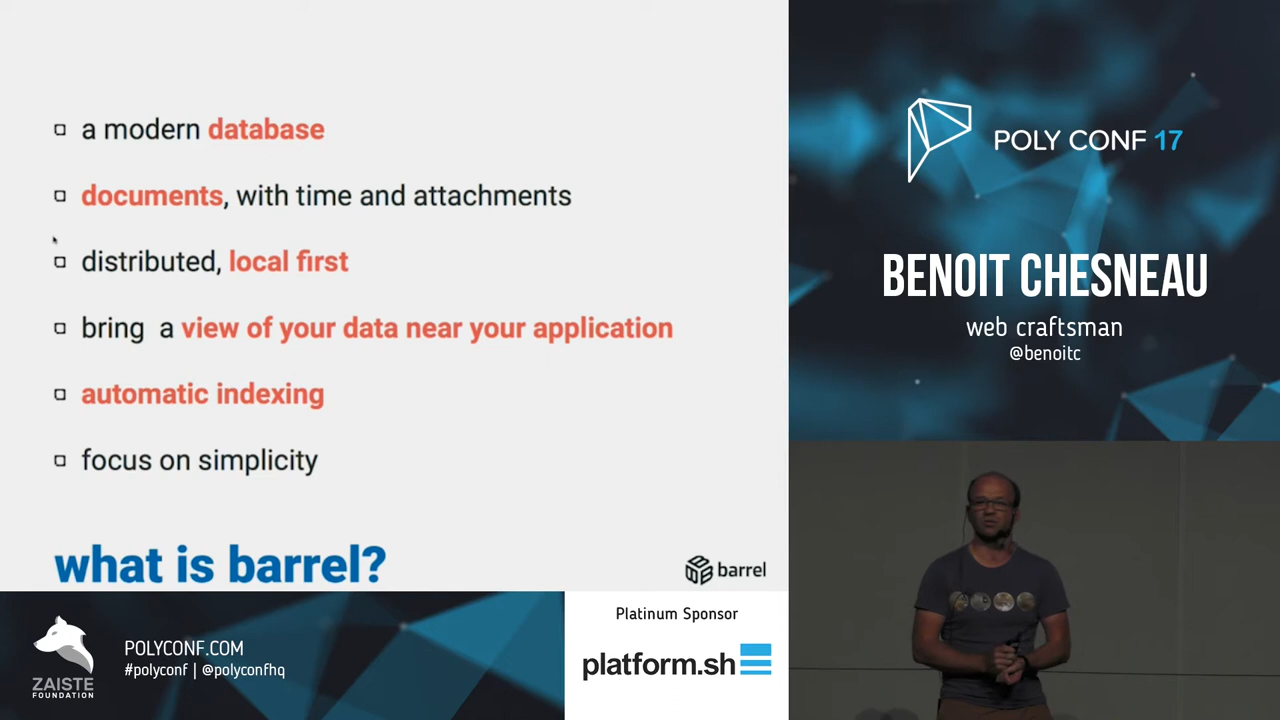 a modern database
documents, with time and attachments
distributed, local first
bring a view of your data near your application
automatic indexing
focus on simplicity
what is barrel?
barrel
POLY CONF 17
BENOIT CHESNEAU
web craftsman
@benoitc
ZAISTE
FOUNDATION
POLYCONF.COM
#polyconf | @polyconfhq
Platinum Sponsor
platform.sh